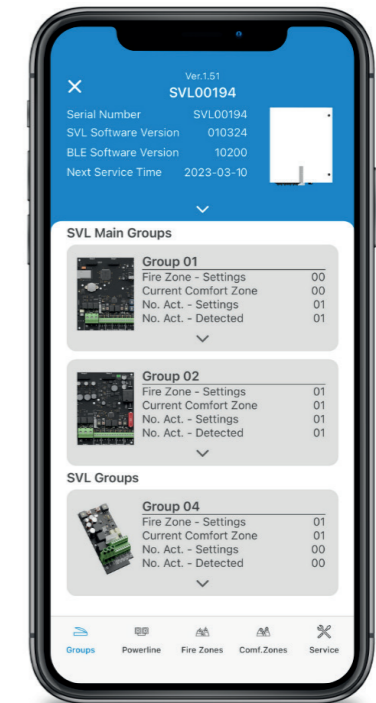 Ver.1.51
SVL00194
Serial Number SVL00194
SVL Software Version 010324
BLE Software Version 10200
Next Service Time 2023-03-10
SVL Main Groups
Group 01
Fire Zone - Settings 00
Current Comfort Zone 00
No. Act. - Settings 01
No. Act. - Detected 01
Group 02
Fire Zone - Settings 01
Current Comfort Zone 01
No. Act. - Settings 01
No. Act. - Detected 01
SVL Groups
Group 04
Fire Zone - Settings 01
Current Comfort Zone 01
No. Act. - Settings 00
No. Act. - Detected 00
Groups Powerline Fire Zones Comf.Zones Service